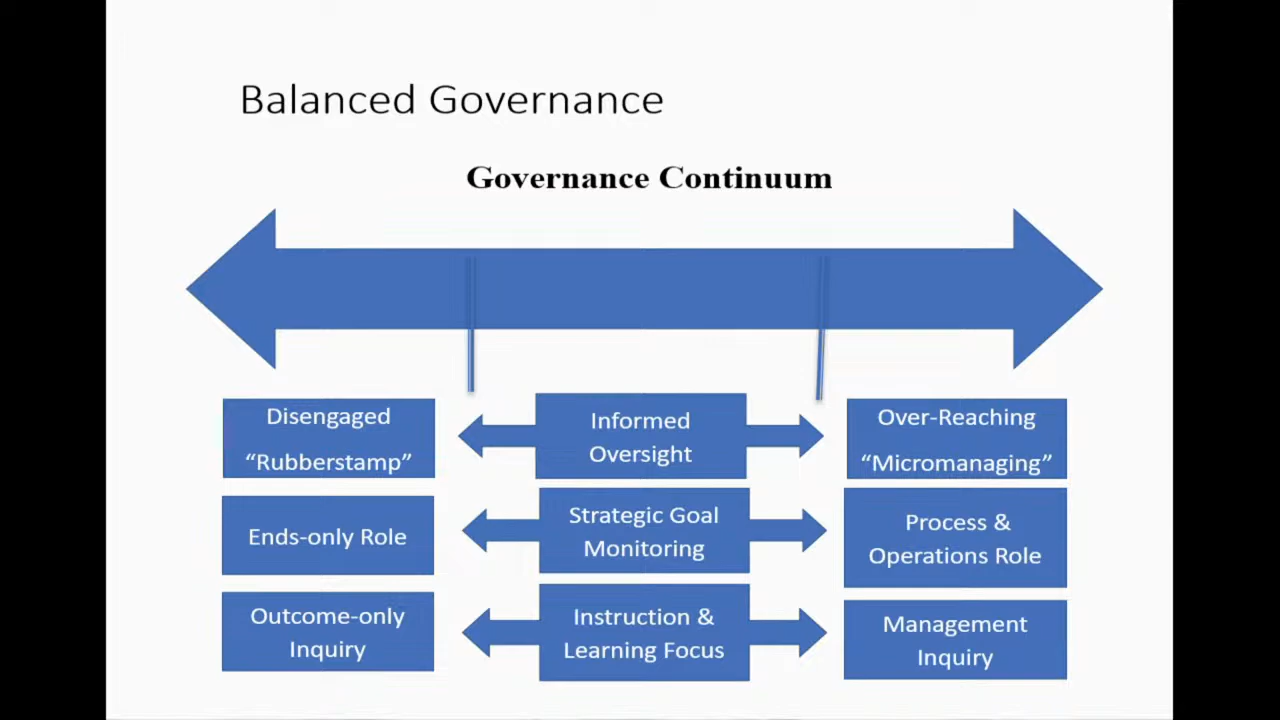 Balanced Governance
Governance Continuum
Disengaged
“Rubberstamp”
Informed
Oversight
Over-Reaching
“Micromanaging”
Ends-only Role
Strategic Goal
Monitoring
Process &
Operations Role
Outcome-only
Inquiry
Instruction &
Learning Focus
Management
Inquiry